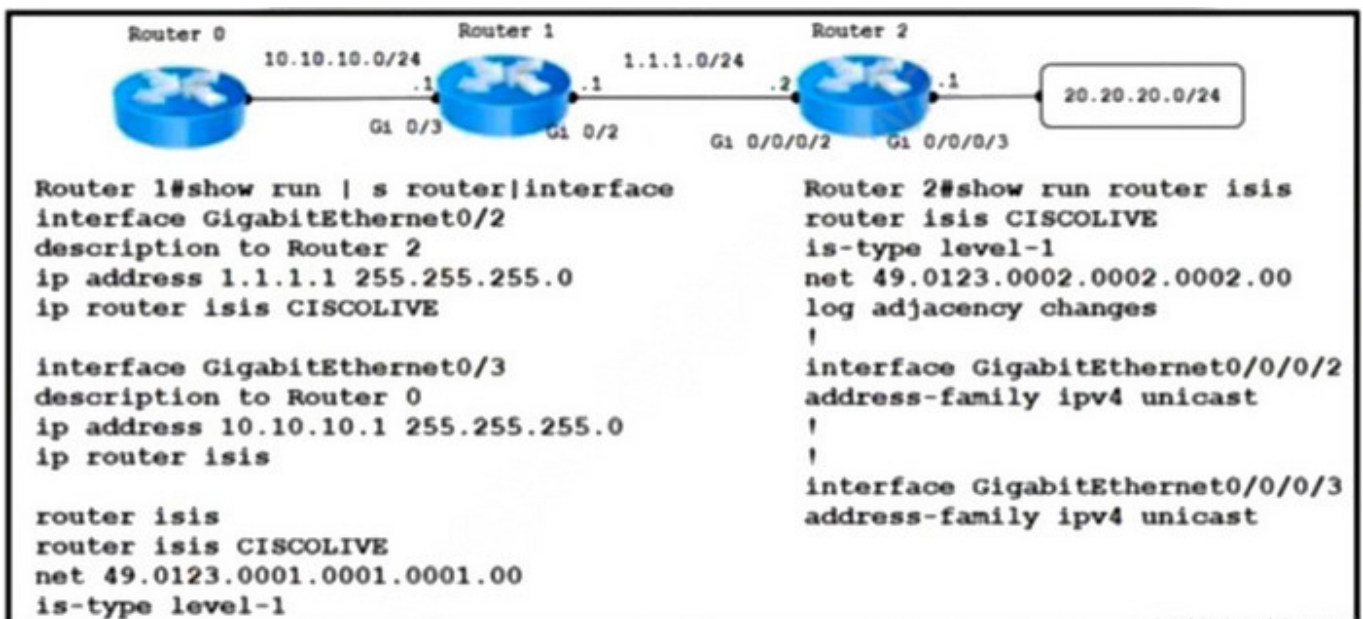 Router 0
Router 1
Router 2
10.10.10.0/24
1.1.1.0/24
.1
.1
.2
.1
20.20.20.0/24
Gi 0/3
Gi 0/2
Gi 0/0/0/2
Gi 0/0/0/3
Router 1#show run | s router|interface
interface GigabitEthernet0/2
description to Router 2
ip address 1.1.1.1 255.255.255.0
ip router isis CISCOLIVE
interface GigabitEthernet0/3
description to Router 0
ip address 10.10.10.1 255.255.255.0
ip router isis
router isis
router isis CISCOLIVE
net 49.0123.0001.0001.0001.00
is-type level-1
Router 2#show run router isis
router isis CISCOLIVE
is-type level-1
net 49.0123.0002.0002.0002.00
log adjacency changes
!
interface GigabitEthernet0/0/0/2
address-family ipv4 unicast
!
!
interface GigabitEthernet0/0/0/3
address-family ipv4 unicast